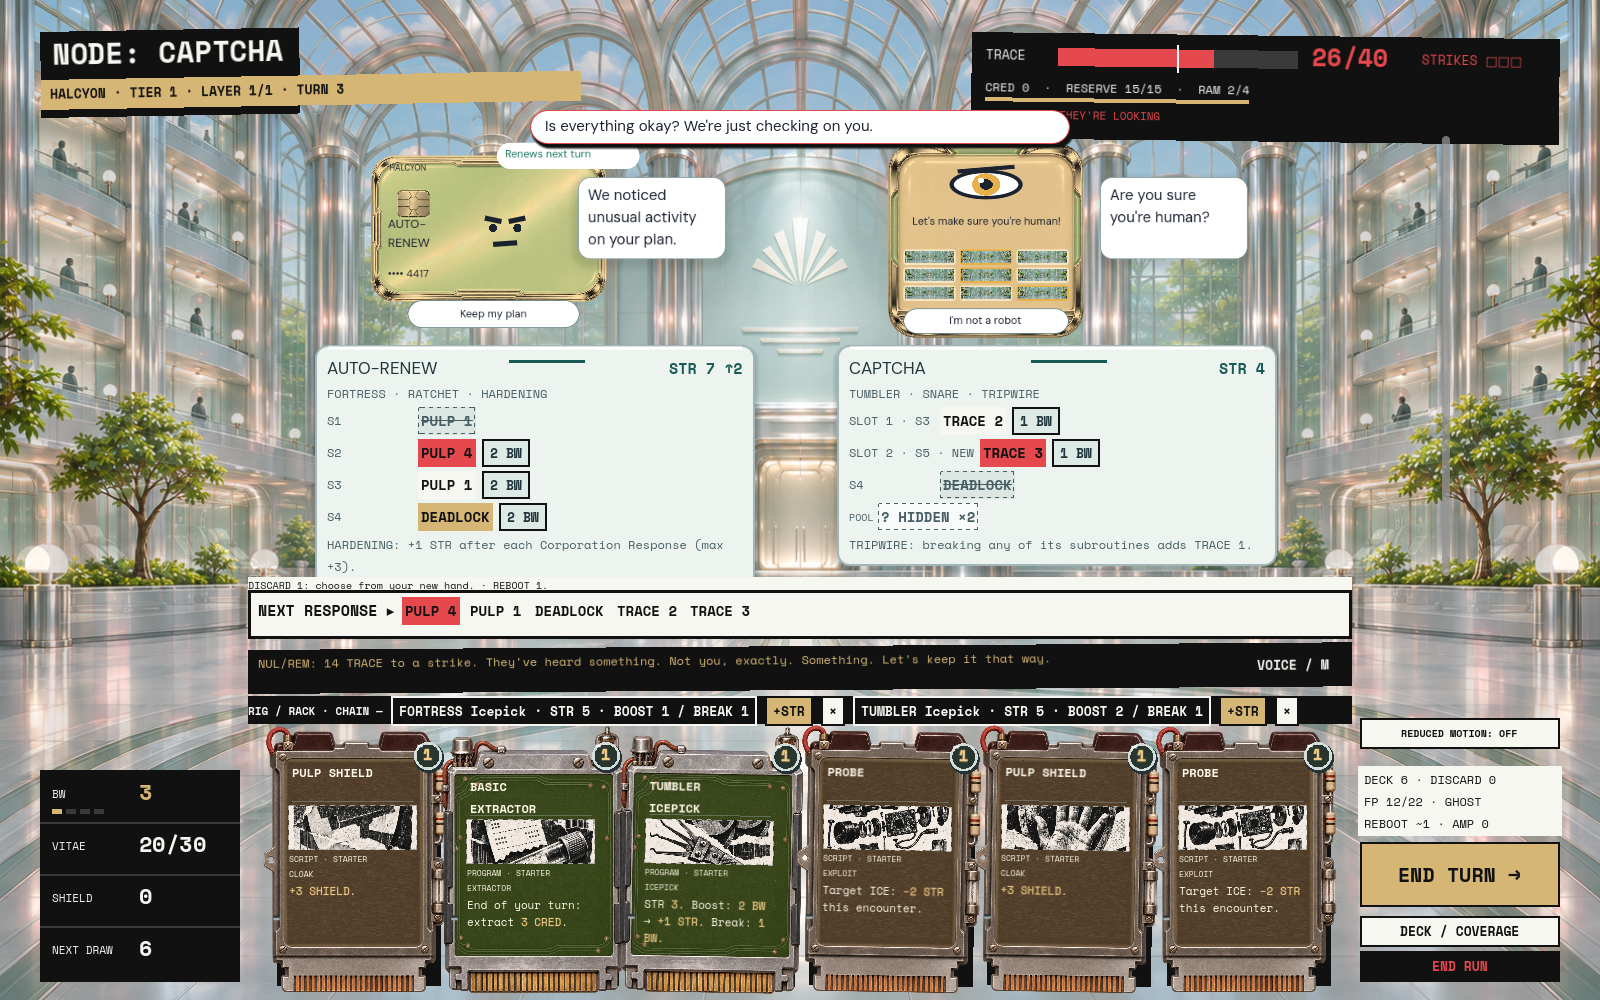 NODE: CAPTCHA
HALCYON · TIER 1 · LAYER 1/1 · TURN 3
TRACE 26/40 STRIKES □□□
CRED 0 · RESERVE 15/15 · RAM 2/4
THEY'RE LOOKING
Is everything okay? We're just checking on you.
Renews next turn
HALCYON
AUTO-
RENEW
•••• 4417
Keep my plan
We noticed
unusual activity
on your plan.
Let's make sure you're human!
I'm not a robot
Are you sure
you're human?
AUTO-RENEW STR 7 ↑2
FORTRESS · RATCHET · HARDENING
S1 PULP 1
S2 PULP 4 2 BW
S3 PULP 1 2 BW
S4 DEADLOCK 2 BW
HARDENING: +1 STR after each Corporation Response (max
+3).
CAPTCHA STR 4
TUMBLER · SNARE · TRIPWIRE
SLOT 1 · S3 TRACE 2 1 BW
SLOT 2 · S5 · NEW TRACE 3 1 BW
S4 DEADLOCK
POOL ? HIDDEN ×2
TRIPWIRE: breaking any of its subroutines adds TRACE 1.
DISCARD 1: choose from your new hand. · REBOOT 1.
NEXT RESPONSE ▸ PULP 4 PULP 1 DEADLOCK TRACE 2 TRACE 3
NUL/REM: 14 TRACE to a strike. They've heard something. Not you, exactly. Something. Let's keep it that way.
VOICE / M
RIG / RACK · CHAIN — FORTRESS Icepick · STR 5 · BOOST 1 / BREAK 1 +STR × TUMBLER Icepick · STR 5 · BOOST 2 / BREAK 1 +STR ×
BW 3
VITAE 20/30
SHIELD 0
NEXT DRAW 6
1
PULP SHIELD
SCRIPT · STARTER
CLOAK
+3 SHIELD.
1
BASIC
EXTRACTOR
PROGRAM · STARTER
EXTRACTOR
End of your turn:
extract 3 CRED.
1
TUMBLER
ICEPICK
PROGRAM · STARTER
ICEPICK
STR 3. Boost: 2 BW
→ +1 STR. Break: 1
BW.
1
PROBE
SCRIPT · STARTER
EXPLOIT
Target ICE: -2 STR
this encounter.
1
PULP SHIELD
SCRIPT · STARTER
CLOAK
+3 SHIELD.
1
PROBE
SCRIPT · STARTER
EXPLOIT
Target ICE: -2 STR
this encounter.
REDUCED MOTION: OFF
DECK 6 · DISCARD 0
FP 12/22 · GHOST
REBOOT ~1 · AMP 0
END TURN →
DECK / COVERAGE
END RUN